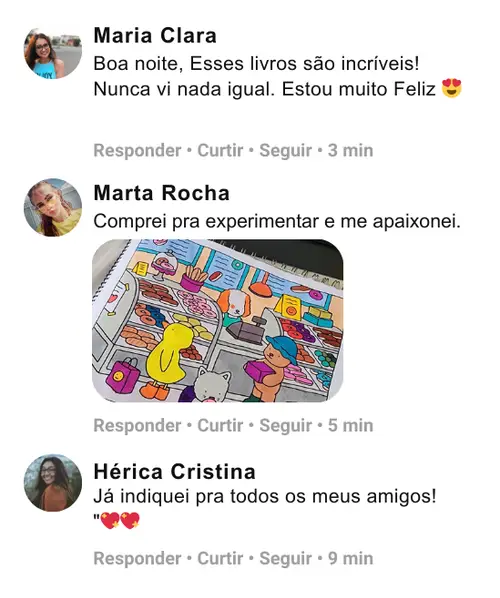 Maria Clara
Boa noite, Esses livros são incríveis!
Nunca vi nada igual. Estou muito Feliz 😍
Responder • Curtir • Seguir • 3 min
Marta Rocha
Comprei pra experimentar e me apaixonei.
Responder • Curtir • Seguir • 5 min
Hérica Cristina
Já indiquei pra todos os meus amigos!
"💖💖
Responder • Curtir • Seguir • 9 min